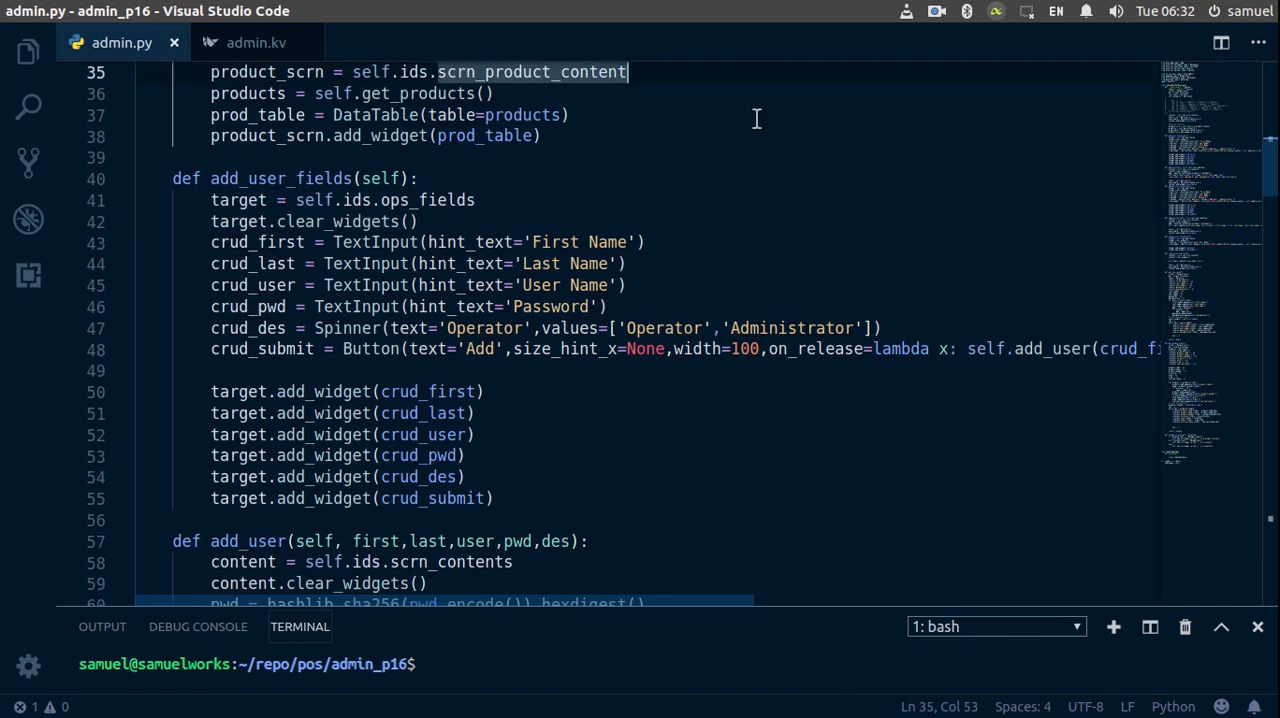 admin.py - admin_p16 - Visual Studio Code
EN Tue 06:32 samuel
admin.py × admin.kv
35 product_scrn = self.ids.scrn_product_content
36 products = self.get_products()
37 prod_table = DataTable(table=products)
38 product_scrn.add_widget(prod_table)
39
40 def add_user_fields(self):
41 target = self.ids.ops_fields
42 target.clear_widgets()
43 crud_first = TextInput(hint_text='First Name')
44 crud_last = TextInput(hint_text='Last Name')
45 crud_user = TextInput(hint_text='User Name')
46 crud_pwd = TextInput(hint_text='Password')
47 crud_des = Spinner(text='Operator',values=['Operator','Administrator'])
48 crud_submit = Button(text='Add',size_hint_x=None,width=100,on_release=lambda x: self.add_user(crud_fi
49
50 target.add_widget(crud_first)
51 target.add_widget(crud_last)
52 target.add_widget(crud_user)
53 target.add_widget(crud_pwd)
54 target.add_widget(crud_des)
55 target.add_widget(crud_submit)
56
57 def add_user(self, first,last,user,pwd,des):
58 content = self.ids.scrn_contents
59 content.clear_widgets()
60 pwd = hashlib.sha256(pwd.encode()).hexdigest()
OUTPUT DEBUG CONSOLE TERMINAL 1: bash
samuel@samuelworks:~/repo/pos/admin_p16$
1 0 Ln 35, Col 53 Spaces: 4 UTF-8 LF Python